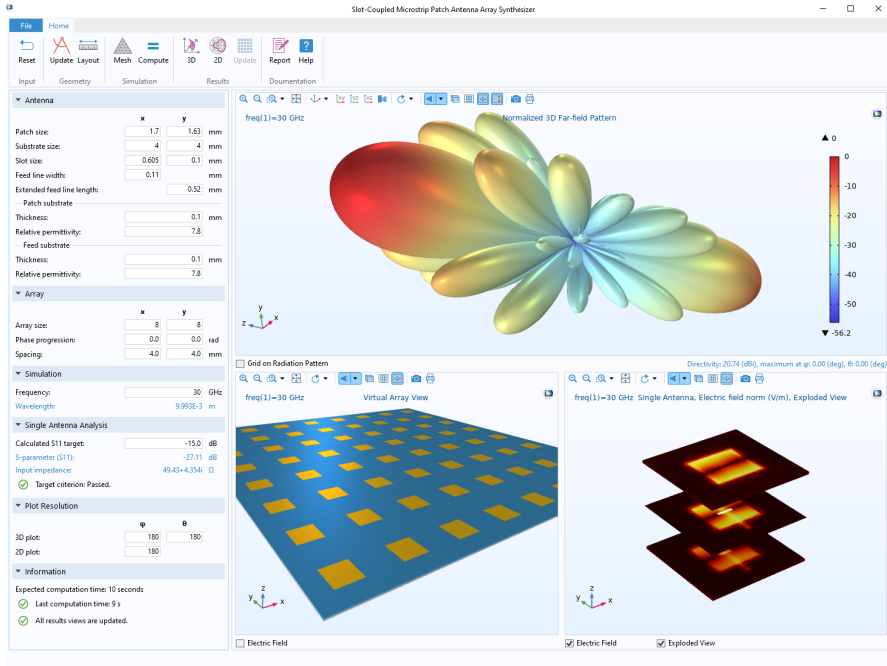 Slot-Coupled Microstrip Patch Antenna Array Synthesizer
File Home
Reset Update Layout Mesh Compute 3D 2D Update Report Help
Input Geometry Simulation Results Doumentation
Antenna
x y
Patch size: 1.7 1.63 mm
Substrate size: 4 4 mm
Slot size: 0.605 0.1 mm
Feed line width: 0.11 mm
Extended feed line length: 0.52 mm
Patch substrate
Thickness: 0.1 mm
Relative permittivity: 7.8
Feed substrate
Thickness: 0.1 mm
Relative permittivity: 7.8
Array
x y
Array size: 8 8
Phase progression: 0.0 0.0 rad
Spacing: 4.0 4.0 mm
Simulation
Frequency: 30 GHz
Wavelength: 9.993E-3 m
Single Antenna Analysis
Calculated S11 target: -15.0 dB
S-parameter (S11): -27.11 dB
Input impedance: 49.43+4.354i Ω
Target criterion: Passed.
Plot Resolution
φ θ
3D plot: 180 180
2D plot: 180
Information
Expected computation time: 10 seconds
Last computation time: 9 s
All results views are updated.
freq(1)=30 GHz Normalized 3D Far-field Pattern
▲ 0
0
-10
-20
-30
-40
-50
▼ -56.2
y
z x
Grid on Radiation Pattern
Directivity: 20.74 (dBi), maximum at φ: 0.00 (deg), θ: 0.00 (deg)
freq(1)=30 GHz Virtual Array View
z
y x
Electric Field
freq(1)=30 GHz Single Antenna, Electric field norm (V/m), Exploded View
z
y x
Electric Field Exploded View